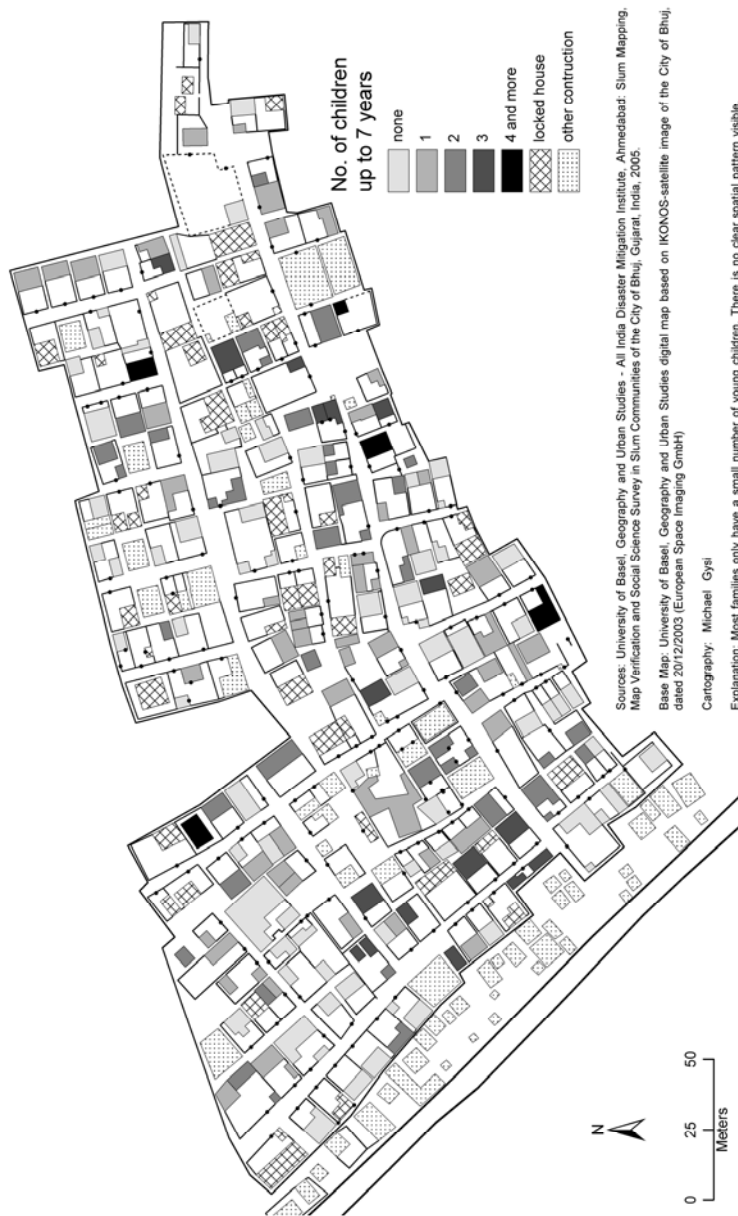 No. of children
up to 7 years
none
1
2
3
4 and more
locked house
other contruction
N
0
25
50
Meters
Sources: University of Basel, Geography and Urban Studies - All India Disaster Mitigation Institute, Ahmedabad: Slum Mapping,
Map Verification and Social Science Survey in Slum Communities of the City of Bhuj, Gujarat, India, 2005.
Base Map: University of Basel, Geography and Urban Studies digital map based on IKONOS-satellite image of the City of Bhuj,
dated 20/12/2003 (European Space Imaging GmbH)
Cartography: Michael Gysi
Explanation: Most families only have a small number of young children. There is no clear spatial pattern visible